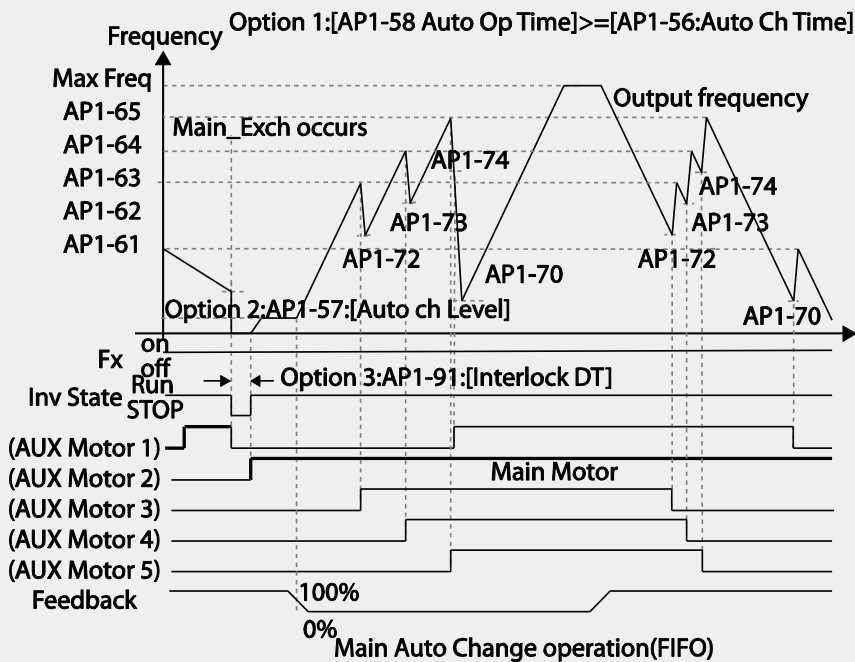 Option 1:[AP1-58 Auto Op Time]>=[AP1-56:Auto Ch Time]
Frequency
Max Freq
Output frequency
AP1-65
Main_Exch occurs
AP1-64
AP1-74
AP1-63
AP1-74
AP1-62
AP1-73
AP1-73
AP1-61
AP1-72
AP1-72
AP1-70
Option 2:AP1-57:[Auto ch Level]
AP1-70
Fx
on
off
Inv State
Run
STOP
Option 3:AP1-91:[Interlock DT]
(AUX Motor 1)
(AUX Motor 2)
Main Motor
(AUX Motor 3)
(AUX Motor 4)
(AUX Motor 5)
Feedback
100%
0%
Main Auto Change operation(FIFO)